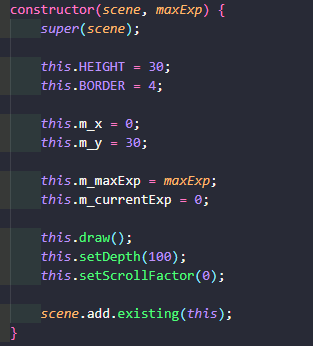 constructor(scene, maxExp) {
    super(scene);

    this.HEIGHT = 30;
    this.BORDER = 4;

    this.m_x = 0;
    this.m_y = 30;

    this.m_maxExp = maxExp;
    this.m_currentExp = 0;

    this.draw();
    this.setDepth(100);
    this.setScrollFactor(0);

    scene.add.existing(this);
}